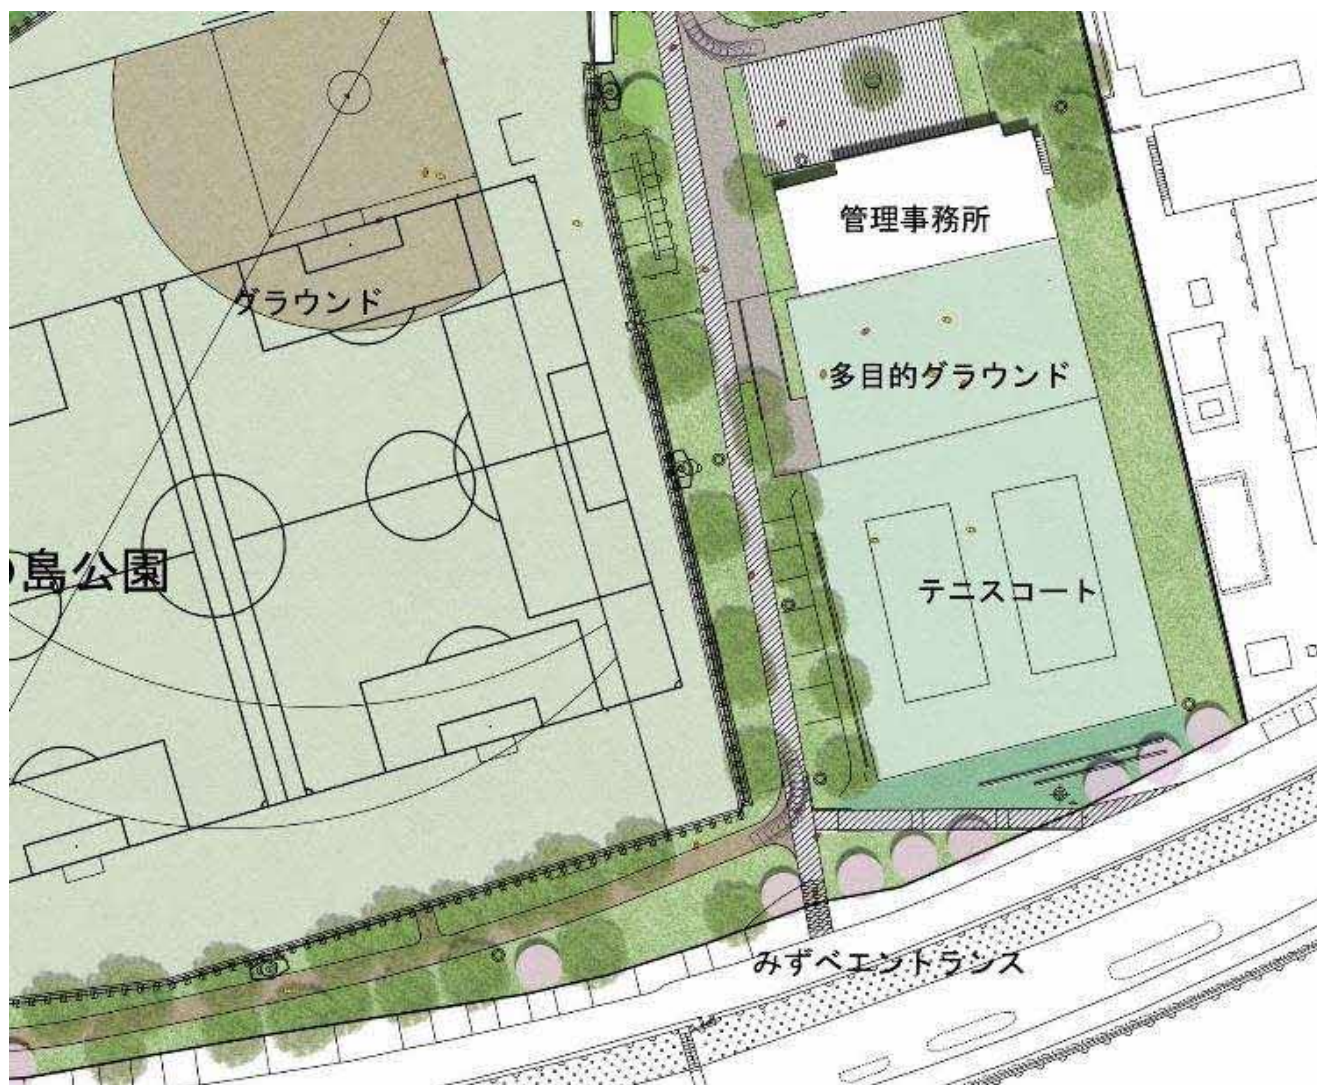 管理事務所
グラウンド
多目的グラウンド
島公園
テニスコート
みずべエントランス